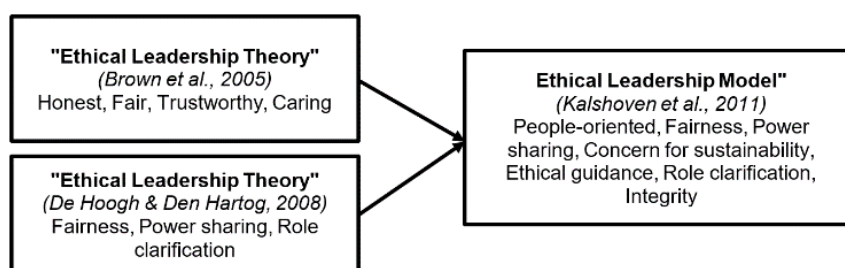 "Ethical Leadership Theory"
(Brown et al., 2005)
Honest, Fair, Trustworthy, Caring
"Ethical Leadership Theory"
(De Hoogh & Den Hartog, 2008)
Fairness, Power sharing, Role
clarification
Ethical Leadership Model"
(Kalshoven et al., 2011)
People-oriented, Fairness, Power
sharing, Concern for sustainability,
Ethical guidance, Role clarification,
Integrity